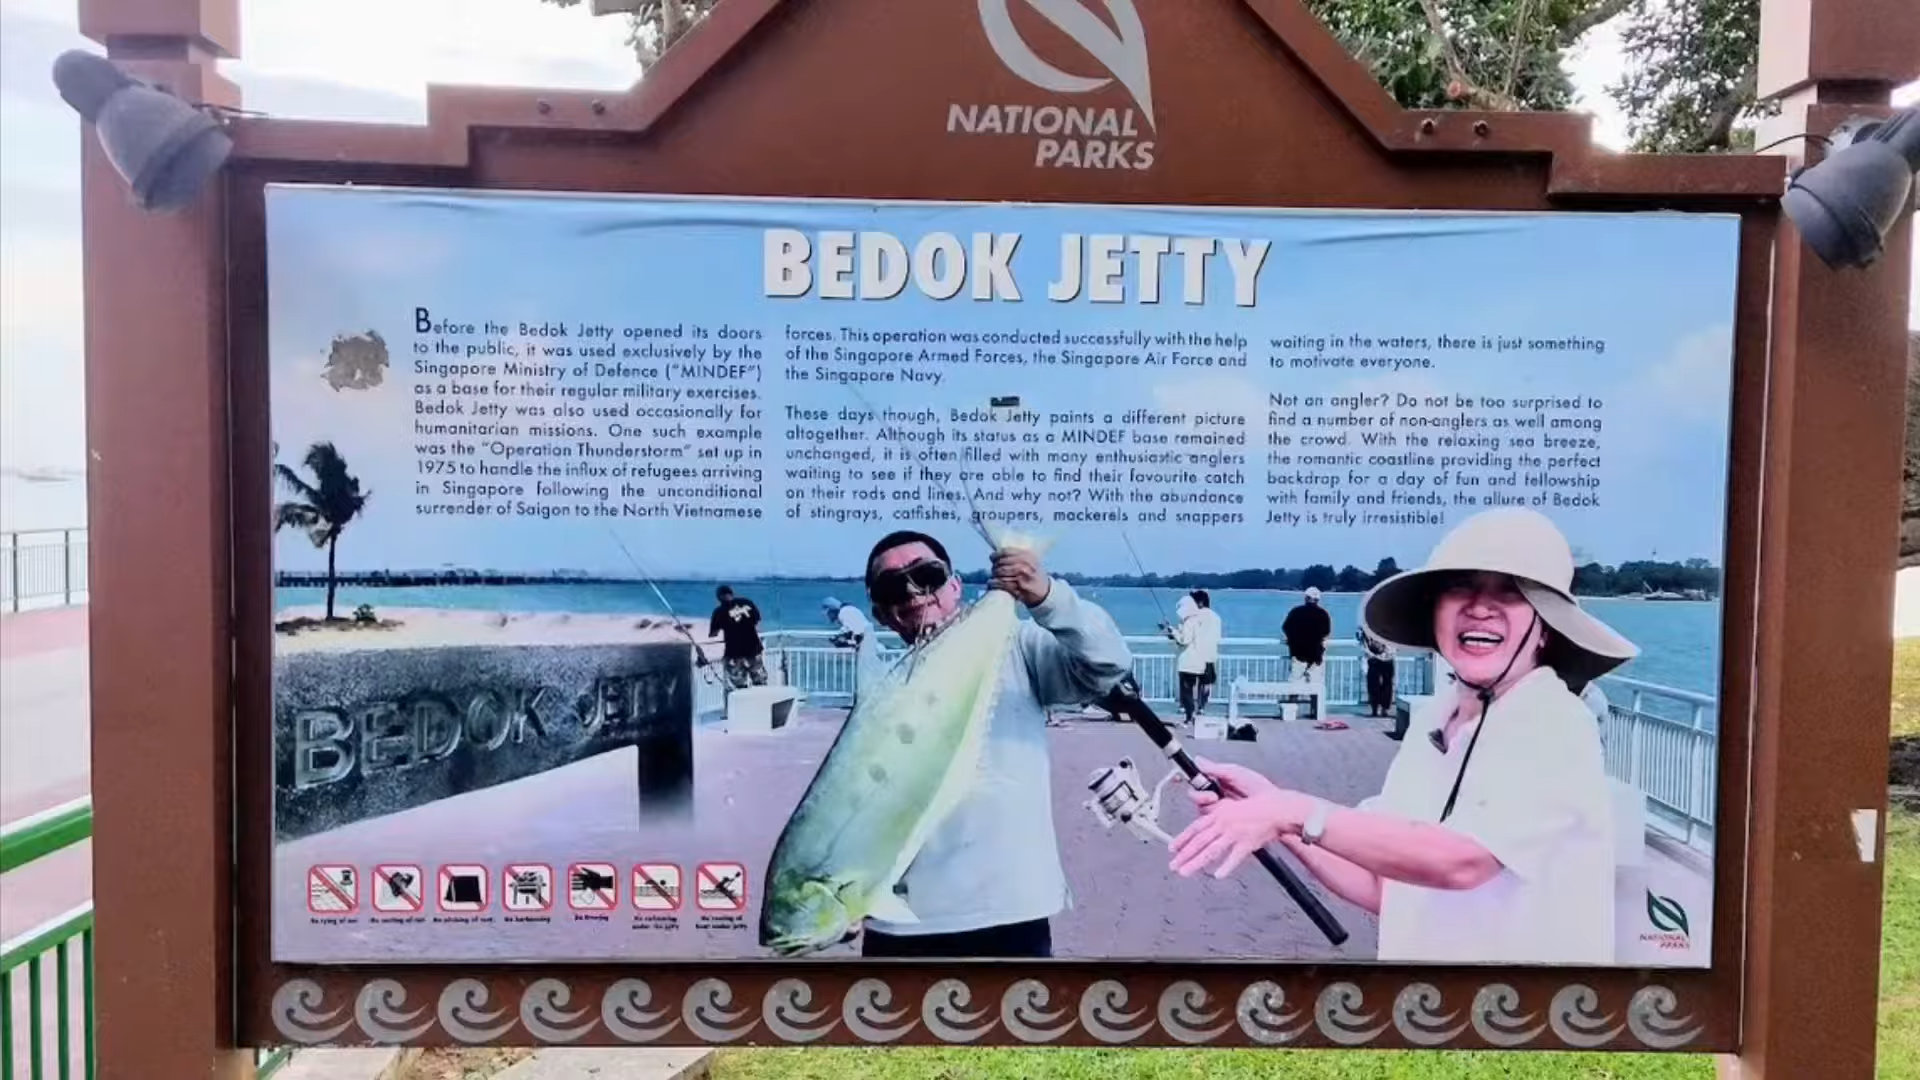 NATIONAL
PARKS
BEDOK JETTY
Before the Bedok Jetty opened its doors
to the public, it was used exclusively by the
Singapore Ministry of Defence ("MINDEF")
as a base for their regular military exercises.
Bedok Jetty was also used occasionally for
humanitarian missions. One such example
was the "Operation Thunderstorm" set up in
1975 to handle the influx of refugees arriving
in Singapore following the unconditional
surrender of Saigon to the North Vietnamese
forces. This operation was conducted successfully with the help
of the Singapore Armed Forces, the Singapore Air Force and
the Singapore Navy.
These days though, Bedok Jetty paints a different picture
altogether. Although its status as a MINDEF base remained
unchanged, it is often filled with many enthusiastic anglers
waiting to see if they are able to find their favourite catch
on their rods and lines. And why not? With the abundance
of stingrays, catfishes, groupers, mackerels and snappers
waiting in the waters, there is just something
to motivate everyone.
Not an angler? Do not be too surprised to
find a number of non-anglers as well among
the crowd. With the relaxing sea breeze,
the romantic coastline providing the perfect
backdrop for a day of fun and fellowship
with family and friends, the allure of Bedok
Jetty is truly irresistible!
BEDOK JETTY
No pitching of tent
No barbecuing
NATIONAL
PARKS